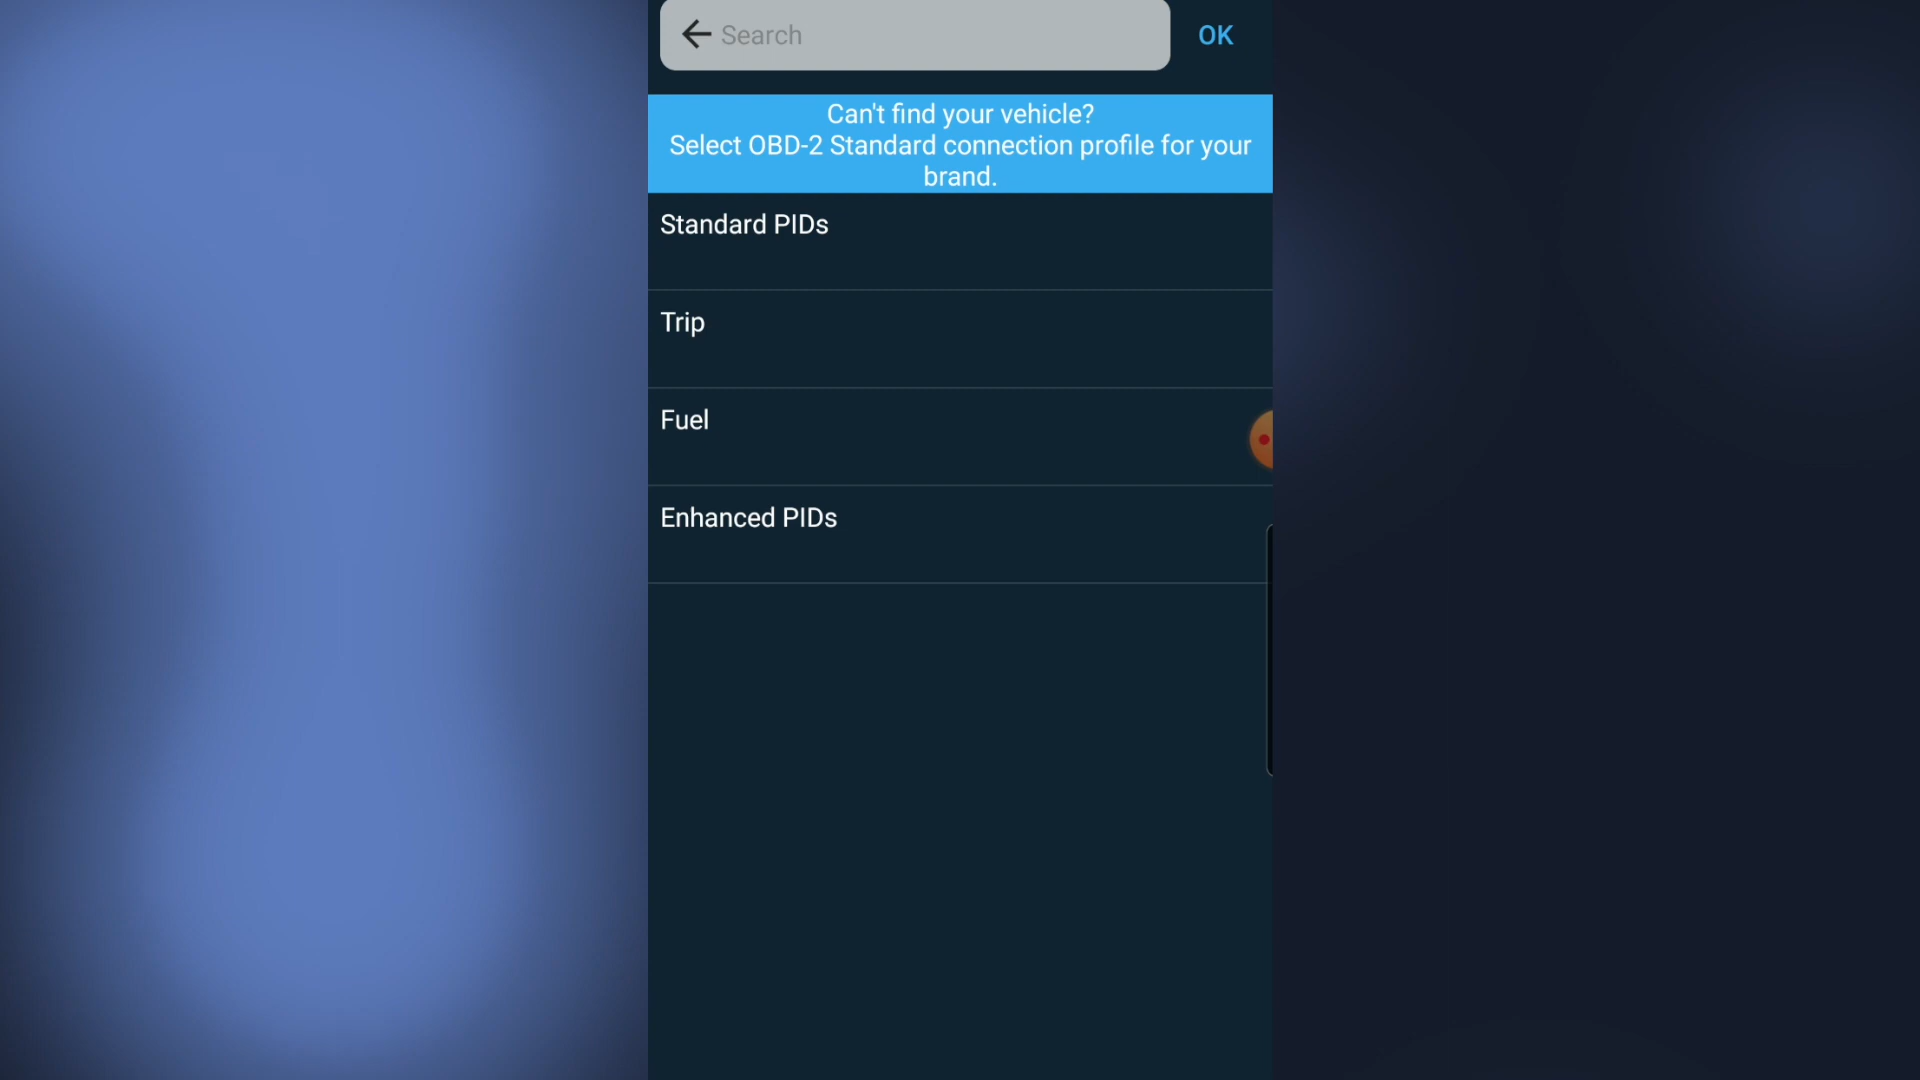 Search
OK
Can't find your vehicle?
Select OBD-2 Standard connection profile for your
brand.
Standard PIDs
Trip
Fuel
Enhanced PIDs